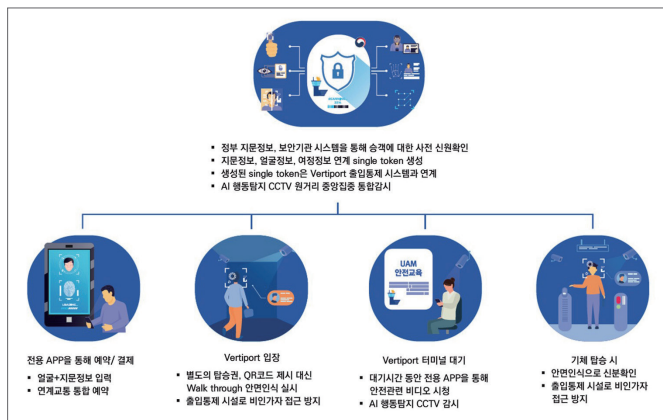 ▪ 정부 지문정보, 보안기관 시스템을 통해 승객에 대한 사전 신원확인
▪ 지문정보, 얼굴정보, 여정정보 연계 single token 생성
▪ 생성된 single token은 Vertiport 출입통제 시스템과 연계
▪ AI 행동탐지 CCTV 원거리 중앙집중 통합감시
UAM
안전교육
전용 APP을 통해 예약/ 결제
▪ 얼굴+지문정보 입력
▪ 연계교통 통합 예약
Vertiport 입장
▪ 별도의 탑승권, QR코드 제시 대신
Walk through 안면인식 실시
▪ 출입통제 시설로 비인가자 접근 방지
Vertiport 터미널 대기
▪ 대기시간 동안 전용 APP을 통해
안전관련 비디오 시청
▪ AI 행동탐지 CCTV 감시
기체 탑승 시
▪ 안면인식으로 신분확인
▪ 출입통제 시설로 비인가자
접근 방지